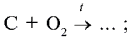 C + O₂ →ᵗ ... ;